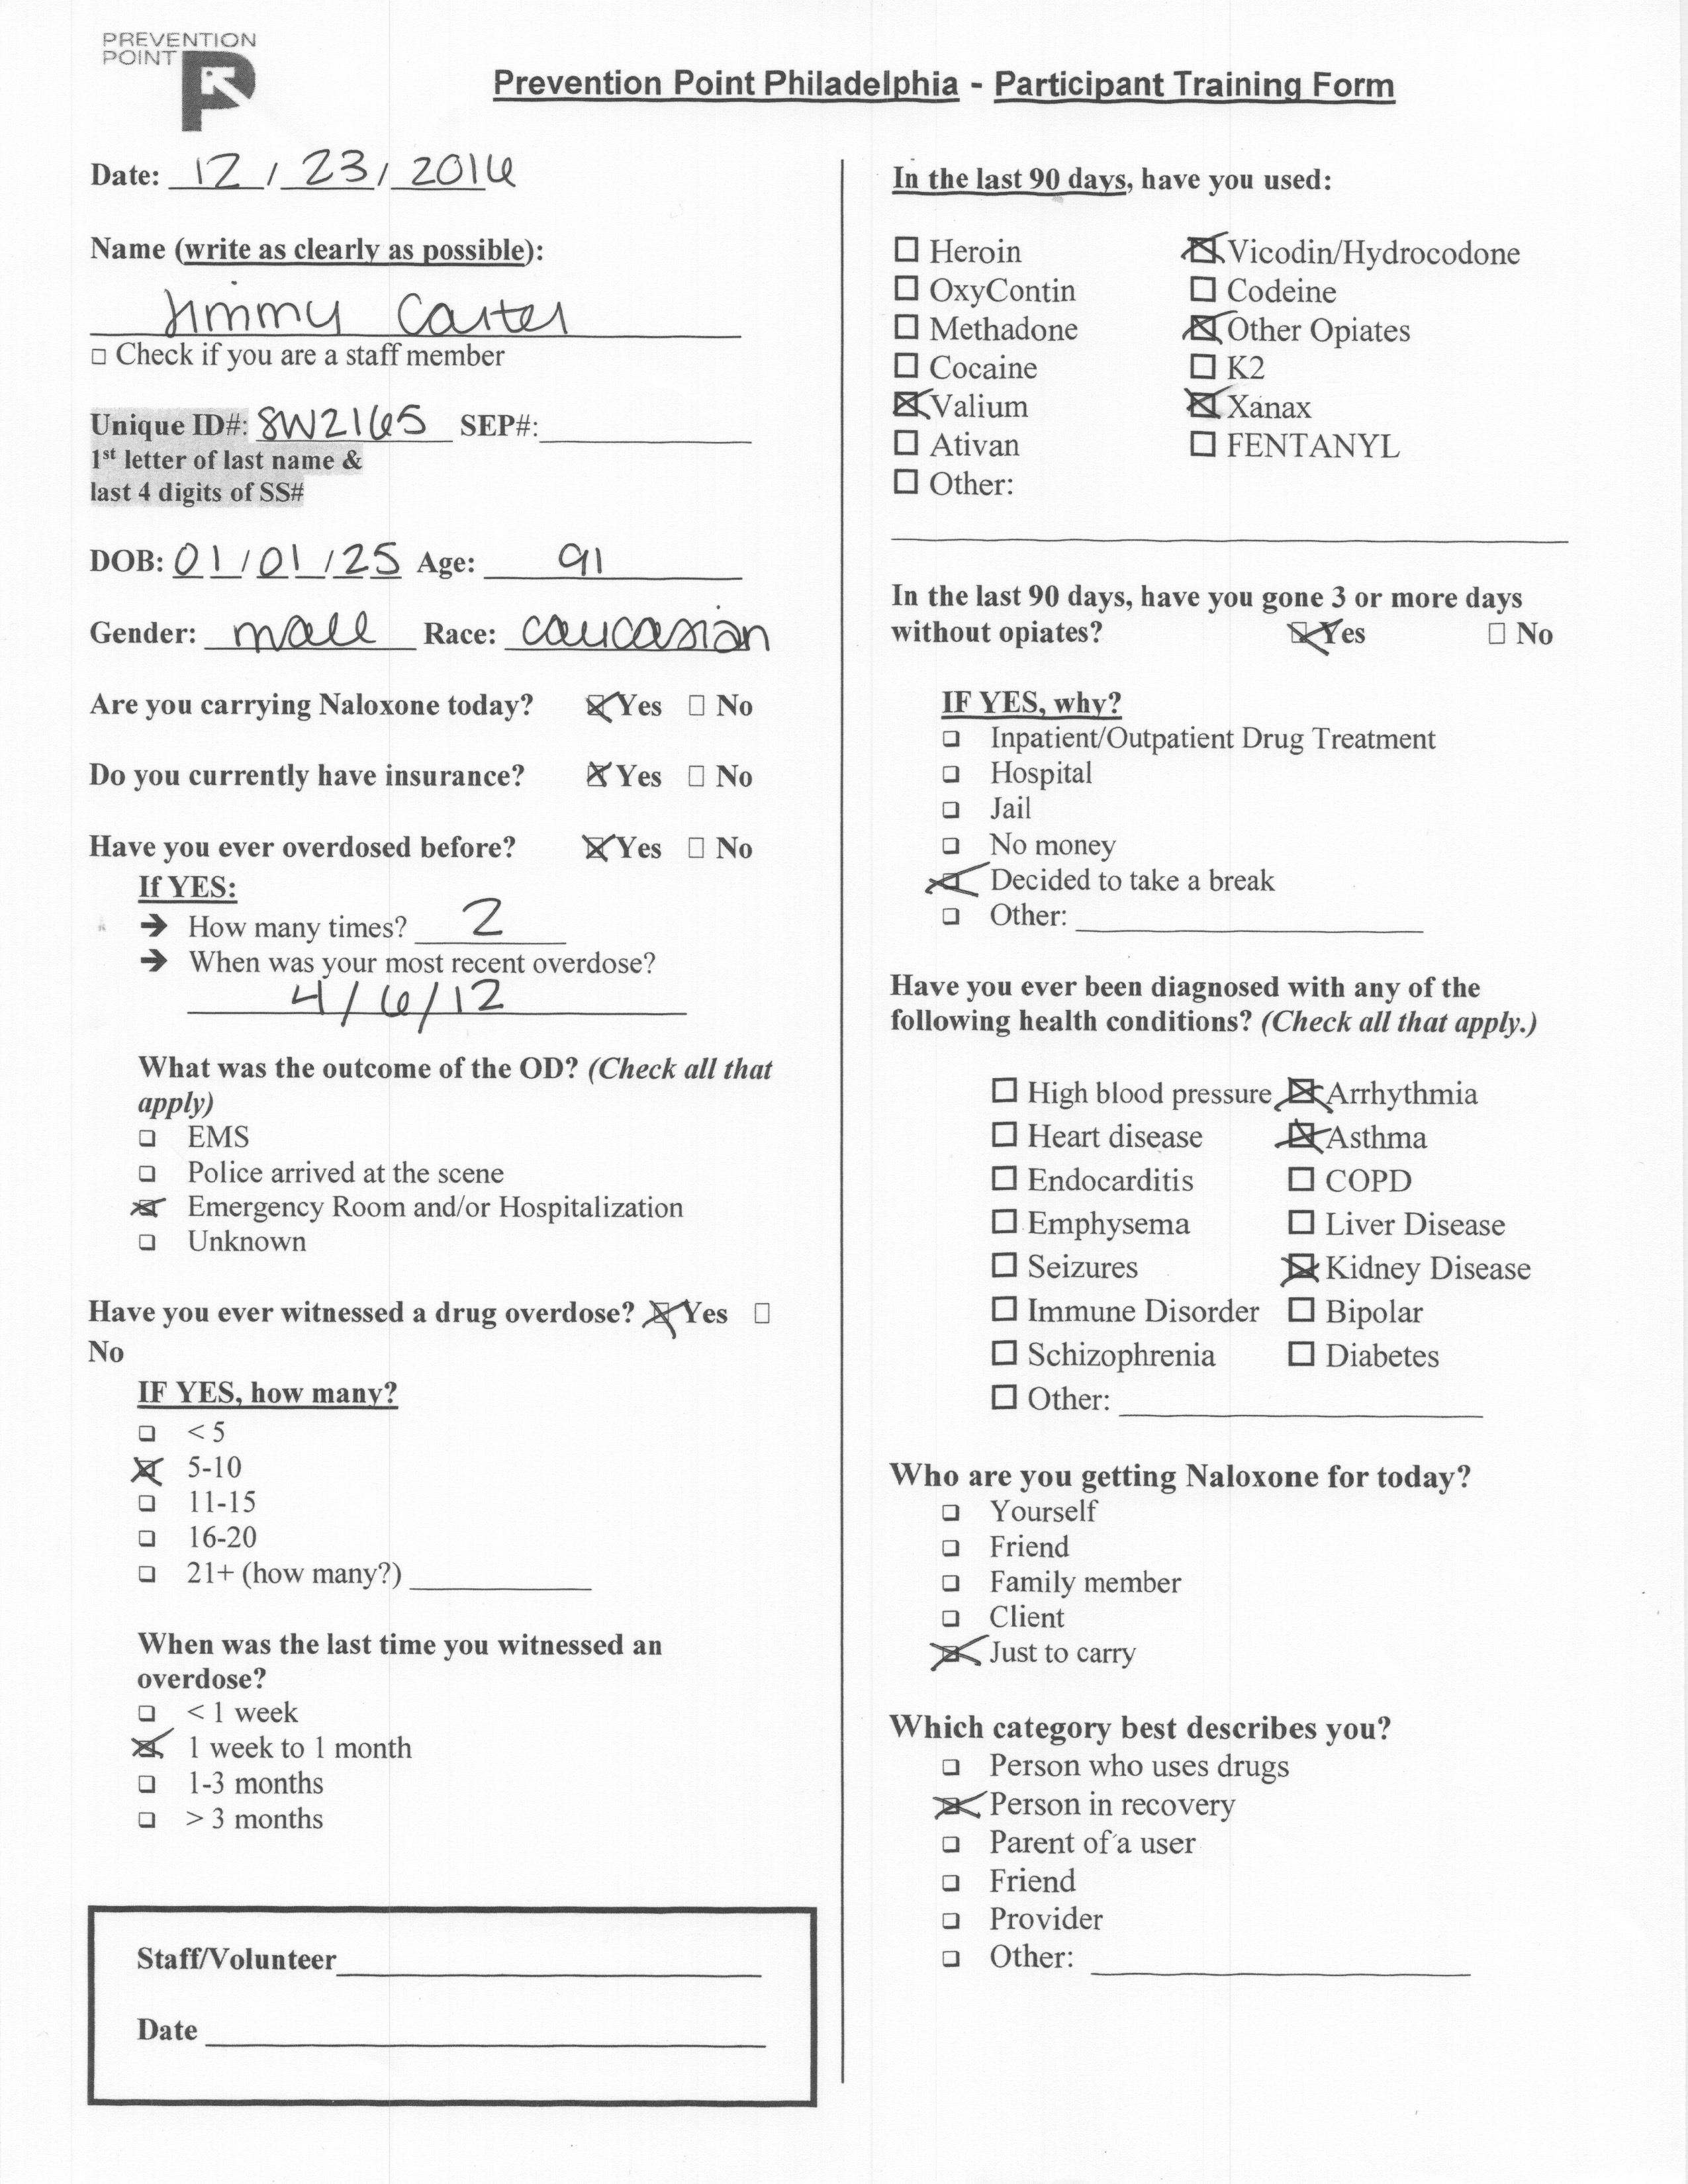 PREVENTION
POINT
Prevention Point Philadelphia - Participant Training Form
Date: 12 / 23 / 2016
Name (write as clearly as possible):
Jimmy Carter
☐ Check if you are a staff member
Unique ID#: 8W2165 SEP#:
1st letter of last name &
last 4 digits of SS#
DOB: 01/01/25 Age: 91
Gender: male Race: caucasian
Are you carrying Naloxone today? ☒ Yes ☐ No
Do you currently have insurance? ☒ Yes ☐ No
Have you ever overdosed before? ☒ Yes ☐ No
If YES:
➔ How many times? 2
➔ When was your most recent overdose?
4/6/12
What was the outcome of the OD? (Check all that
apply)
☐ EMS
☐ Police arrived at the scene
☒ Emergency Room and/or Hospitalization
☐ Unknown
Have you ever witnessed a drug overdose? ☒ Yes ☐
No
IF YES, how many?
☐ < 5
☒ 5-10
☐ 11-15
☐ 16-20
☐ 21+ (how many?)
When was the last time you witnessed an
overdose?
☐ < 1 week
☒ 1 week to 1 month
☐ 1-3 months
☐ > 3 months
Staff/Volunteer
Date
In the last 90 days, have you used:
☐ Heroin ☒ Vicodin/Hydrocodone
☐ OxyContin ☐ Codeine
☐ Methadone ☒ Other Opiates
☐ Cocaine ☐ K2
☒ Valium ☒ Xanax
☐ Ativan ☐ FENTANYL
☐ Other:
In the last 90 days, have you gone 3 or more days
without opiates? ☒ Yes ☐ No
IF YES, why?
☐ Inpatient/Outpatient Drug Treatment
☐ Hospital
☐ Jail
☐ No money
☒ Decided to take a break
☐ Other:
Have you ever been diagnosed with any of the
following health conditions? (Check all that apply.)
☐ High blood pressure ☒ Arrhythmia
☐ Heart disease ☒ Asthma
☐ Endocarditis ☐ COPD
☐ Emphysema ☐ Liver Disease
☐ Seizures ☒ Kidney Disease
☐ Immune Disorder ☐ Bipolar
☐ Schizophrenia ☐ Diabetes
☐ Other:
Who are you getting Naloxone for today?
☐ Yourself
☐ Friend
☐ Family member
☐ Client
☒ Just to carry
Which category best describes you?
☐ Person who uses drugs
☒ Person in recovery
☐ Parent of a user
☐ Friend
☐ Provider
☐ Other: